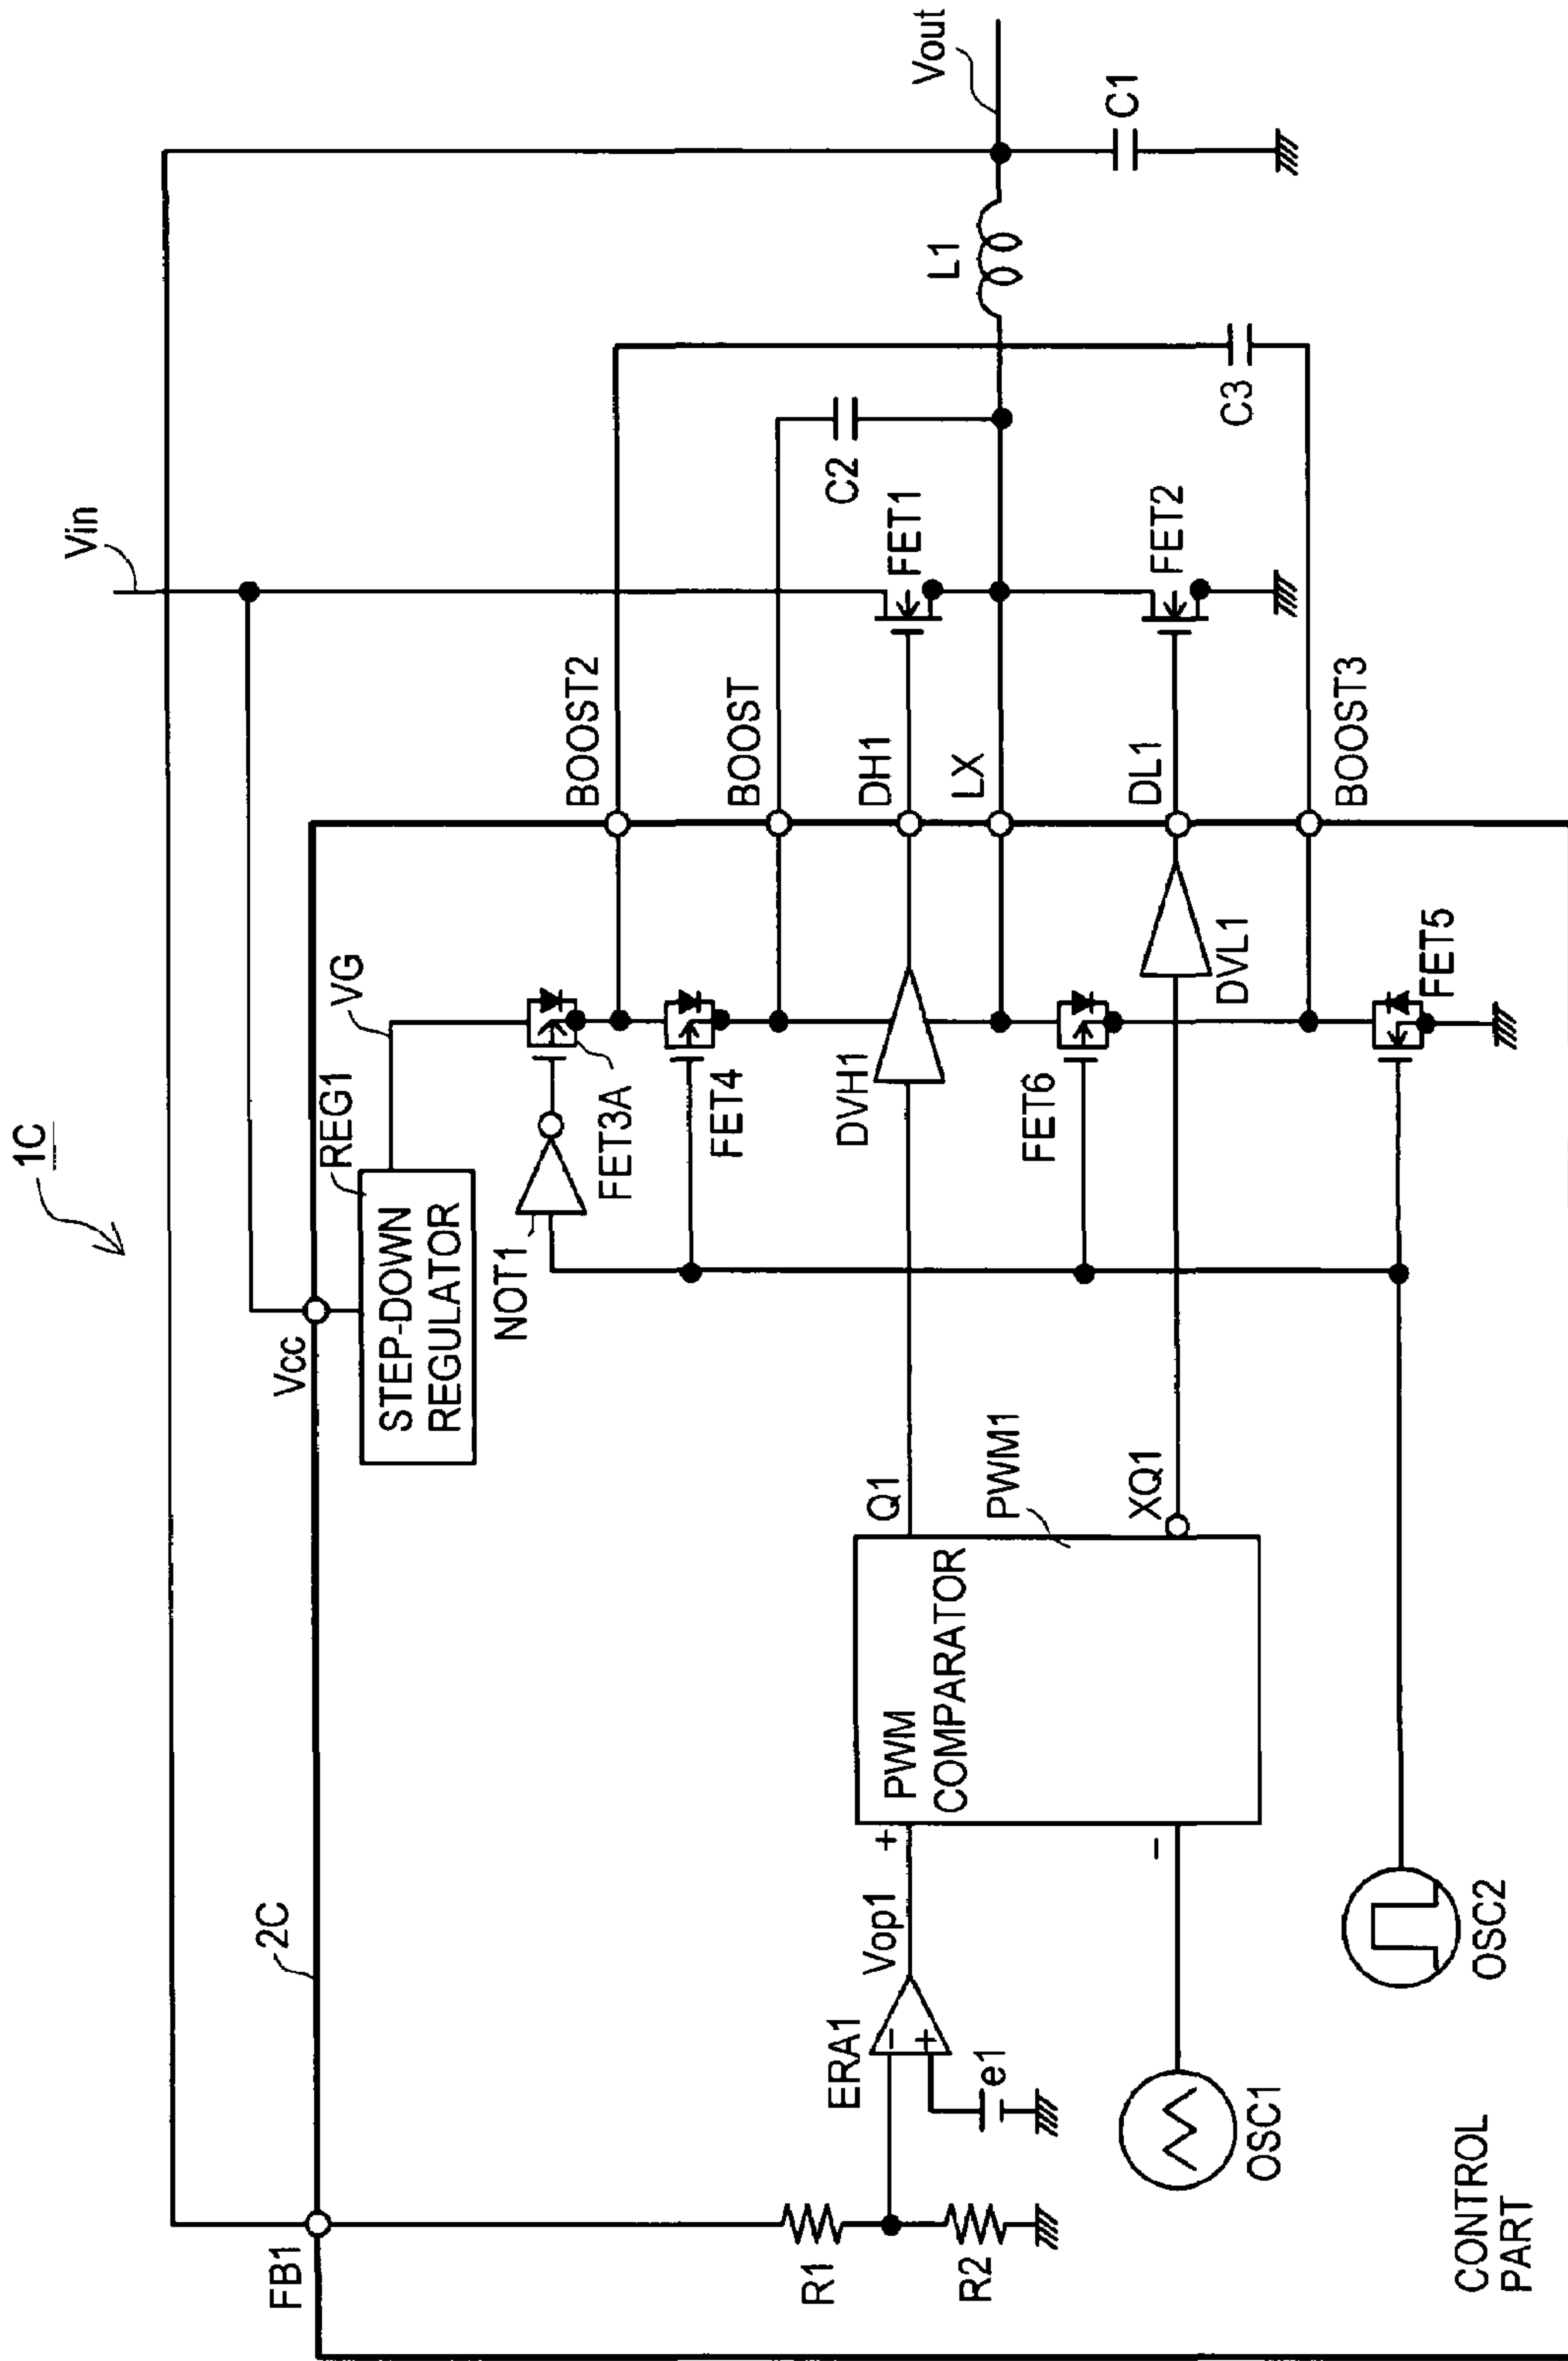 1C
Vin
Vout
C1
L1
C3
C2
FET1
FET2
BOOST2
BOOST
DH1
LX
DL1
BOOST3
VG
REG1
STEP-DOWN
REGULATOR
Vcc
NOT1
FET3A
FET4
DVH1
FET6
DVL1
FET5
2C
Q1
PWM1
XQ1
PWM
COMPARATOR
+
−
Vop1
ERA1
−
+
e1
OSC1
OSC2
FB1
R1
R2
CONTROL
PART